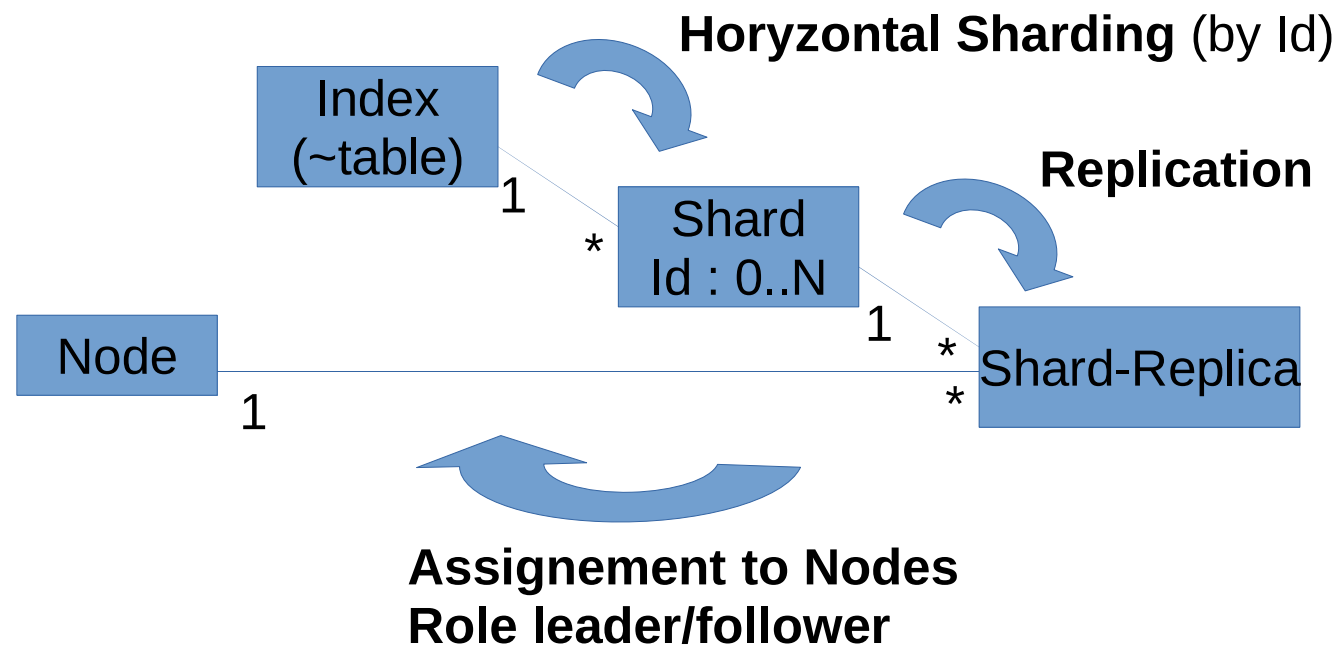 Horyzontal Sharding (by Id)
Index
(~table)
1
*
Replication
Shard
Id : 0..N
1
*
Node
Shard-Replica
1
*
Assignement to Nodes
Role leader/follower